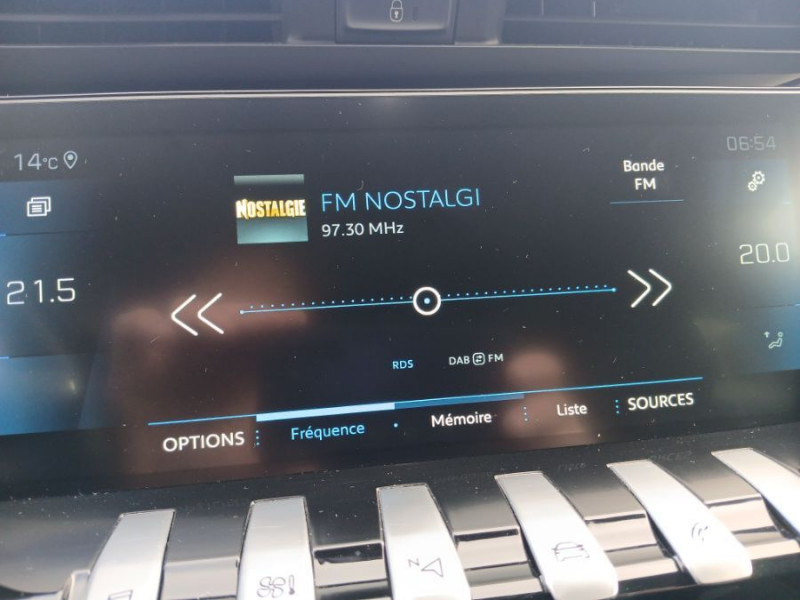 14°C
06:54
Bande
FM
NOSTALGIE
FM NOSTALGI
97.30 MHz
21.5
20.0
RDS
DAB FM
OPTIONS
Fréquence
Mémoire
Liste
SOURCES
N